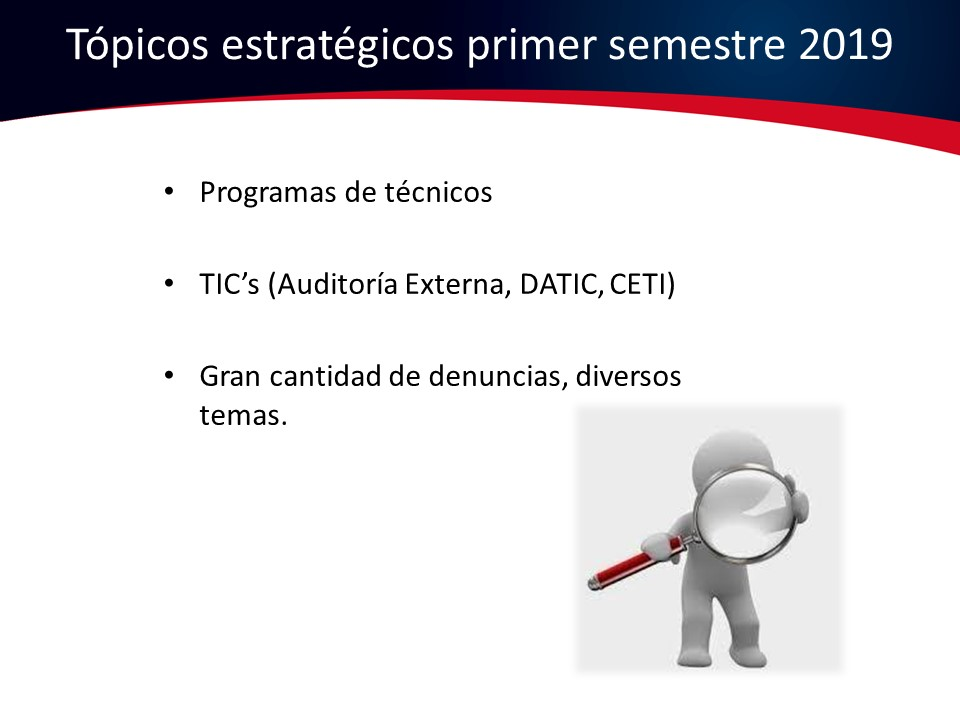 Tópicos estratégicos primer semestre 2019
• Programas de técnicos
• TIC’s (Auditoría Externa, DATIC, CETI)
• Gran cantidad de denuncias, diversos
temas.